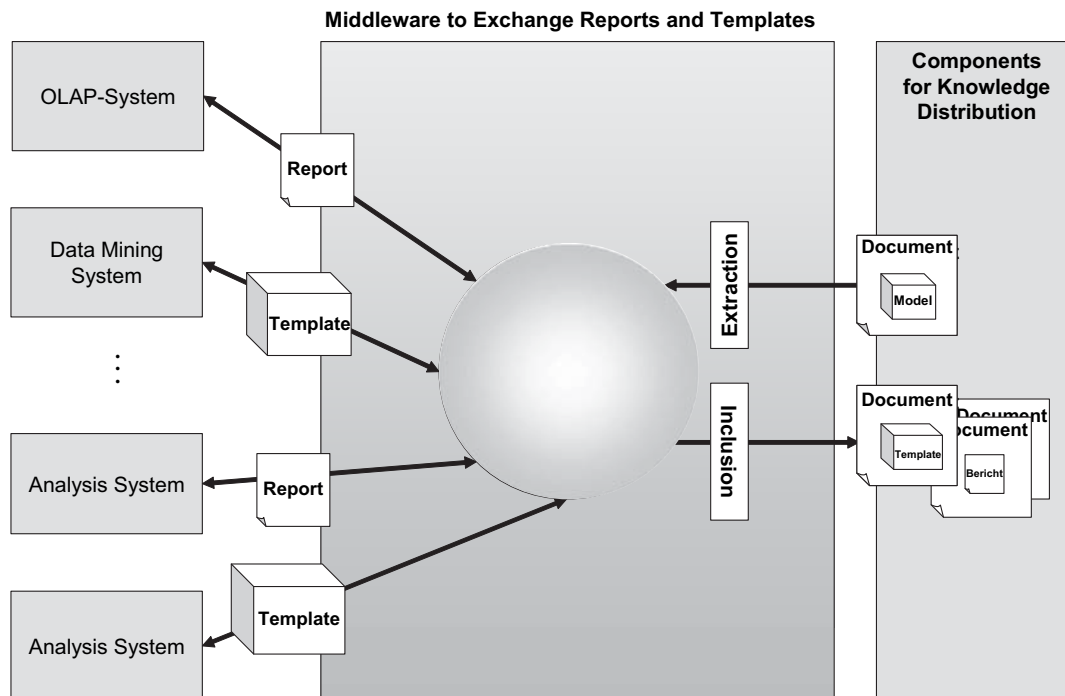 Middleware to Exchange Reports and Templates
OLAP-System
Data Mining
System
Analysis System
Analysis System
Report
Template
Report
Template
Extraction
Inclusion
Components
for Knowledge
Distribution
Document
Model
Document
Template
Document
ocument
Bericht